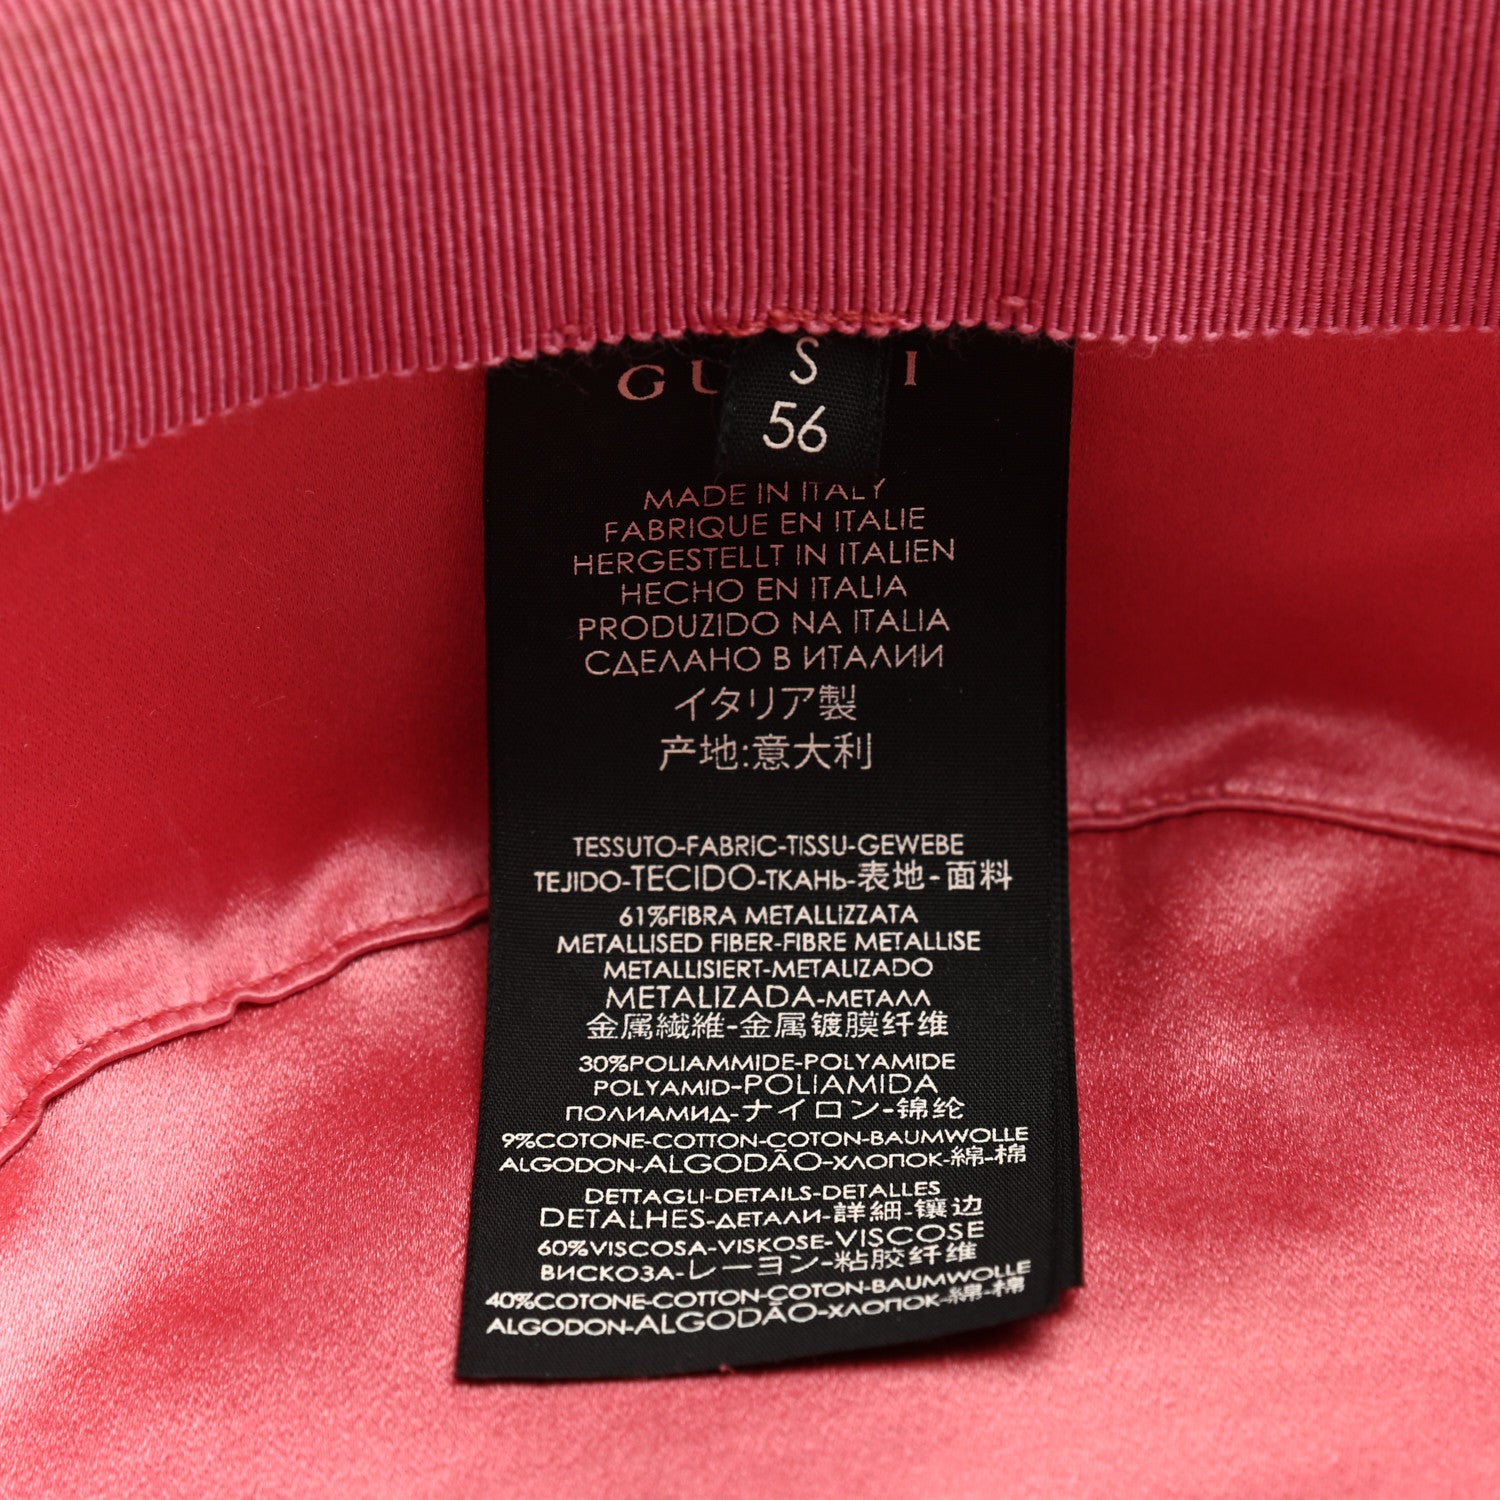 GU I
S
56
MADE IN ITALY
FABRIQUE EN ITALIE
HERGESTELLT IN ITALIEN
HECHO EN ITALIA
PRODUZIDO NA ITALIA
СДЕЛАНО В ИТАЛИИ
イタリア製
产地:意大利
TESSUTO-FABRIC-TISSU-GEWEBE
TEJIDO-TECIDO-ТКАНЬ-表地-面料
61%FIBRA METALLIZZATA
METALLISED FIBER-FIBRE METALLISE
METALLISIERT-METALIZADO
METALIZADA-МЕТАЛЛ
金属繊維-金属镀膜纤维
30%POLIAMMIDE-POLYAMIDE
POLYAMID-POLIAMIDA
ПОЛИАМИД-ナイロン-锦纶
9%COTONE-COTTON-COTON-BAUMWOLLE
ALGODON-ALGODÃO-ХЛОПОК-綿-棉
DETTAGLI-DETAILS-DETALLES
DETALHES-ДЕТАЛИ-詳細-镶边
60%VISCOSA-VISKOSE-VISCOSE
ВИСКОЗА-レーヨン-粘胶纤维
40%COTONE-COTTON-COTON-BAUMWOLLE
ALGODON-ALGODÃO-ХЛОПОК-綿-棉